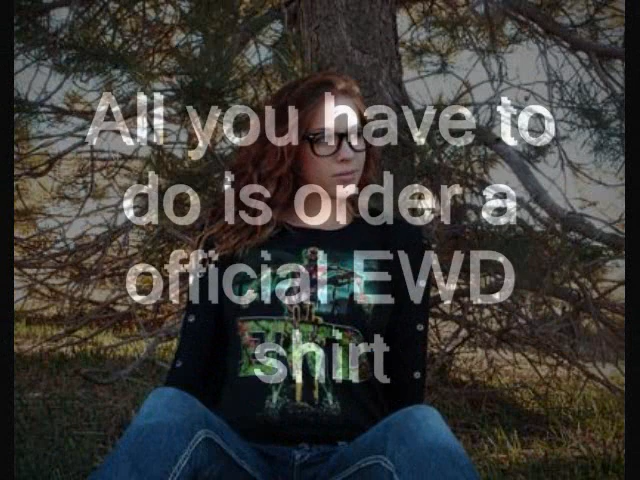 All you have to
do is order a
official EWD
shirt